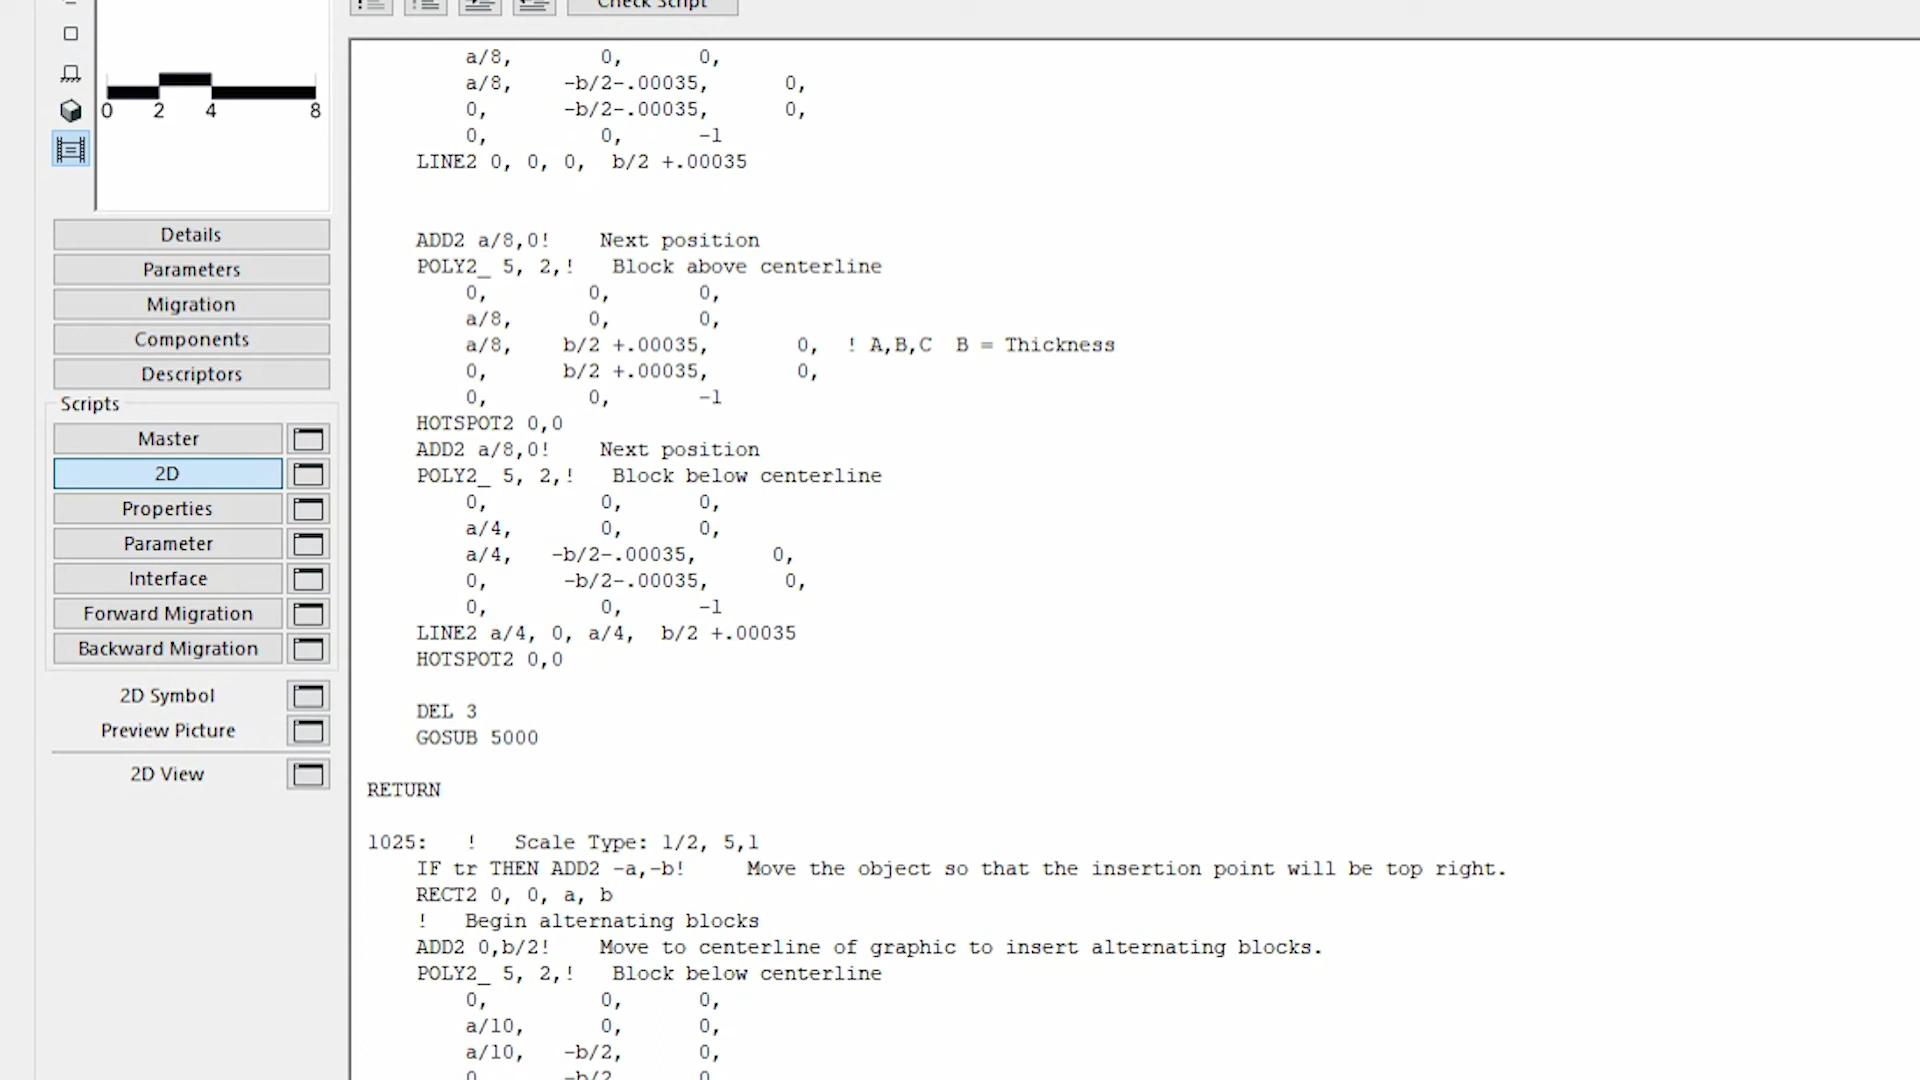 Check Script
0 2 4 8
Details
Parameters
Migration
Components
Descriptors
Scripts
Master
2D
Properties
Parameter
Interface
Forward Migration
Backward Migration
2D Symbol
Preview Picture
2D View
a/8, 0, 0,
a/8, -b/2-.00035, 0,
0, -b/2-.00035, 0,
0, 0, -1
LINE2 0, 0, 0, b/2 +.00035
ADD2 a/8,0! Next position
POLY2_ 5, 2,! Block above centerline
0, 0, 0,
a/8, 0, 0,
a/8, b/2 +.00035, 0, ! A,B,C B = Thickness
0, b/2 +.00035, 0,
0, 0, -1
HOTSPOT2 0,0
ADD2 a/8,0! Next position
POLY2_ 5, 2,! Block below centerline
0, 0, 0,
a/4, 0, 0,
a/4, -b/2-.00035, 0,
0, -b/2-.00035, 0,
0, 0, -1
LINE2 a/4, 0, a/4, b/2 +.00035
HOTSPOT2 0,0
DEL 3
GOSUB 5000
RETURN
1025: ! Scale Type: 1/2, 5,1
IF tr THEN ADD2 -a,-b! Move the object so that the insertion point will be top right.
RECT2 0, 0, a, b
! Begin alternating blocks
ADD2 0,b/2! Move to centerline of graphic to insert alternating blocks.
POLY2_ 5, 2,! Block below centerline
0, 0, 0,
a/10, 0, 0,
a/10, -b/2, 0,
0, -b/2, 0,